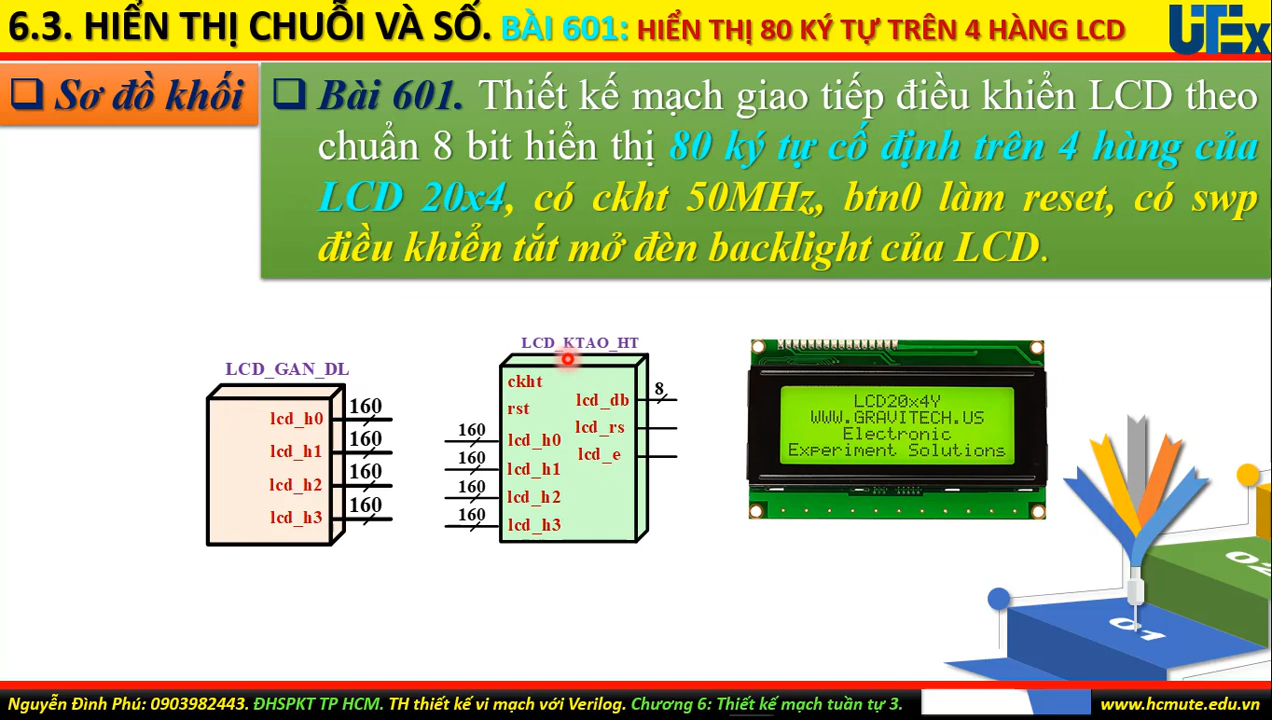 6.3. HIỂN THỊ CHUỖI VÀ SỐ. BÀI 601: HIỂN THỊ 80 KÝ TỰ TRÊN 4 HÀNG LCD
UTEx
Sơ đồ khối
Bài 601. Thiết kế mạch giao tiếp điều khiển LCD theo
chuẩn 8 bit hiển thị 80 ký tự cố định trên 4 hàng của
LCD 20x4, có ckht 50MHz, btn0 làm reset, có swp
điều khiển tắt mở đèn backlight của LCD.
LCD_GAN_DL
lcd_h0 160
lcd_h1 160
lcd_h2 160
lcd_h3 160
LCD_KTAO_HT
ckht
rst
160 lcd_h0
160 lcd_h1
160 lcd_h2
160 lcd_h3
lcd_db 8
lcd_rs
lcd_e
LCD20x4Y
WWW.GRAVITECH.US
Electronic
Experiment Solutions
02
01
Nguyễn Đình Phú: 0903982443. ĐHSPKT TP HCM. TH thiết kế vi mạch với Verilog. Chương 6: Thiết kế mạch tuần tự 3.
www.hcmute.edu.vn